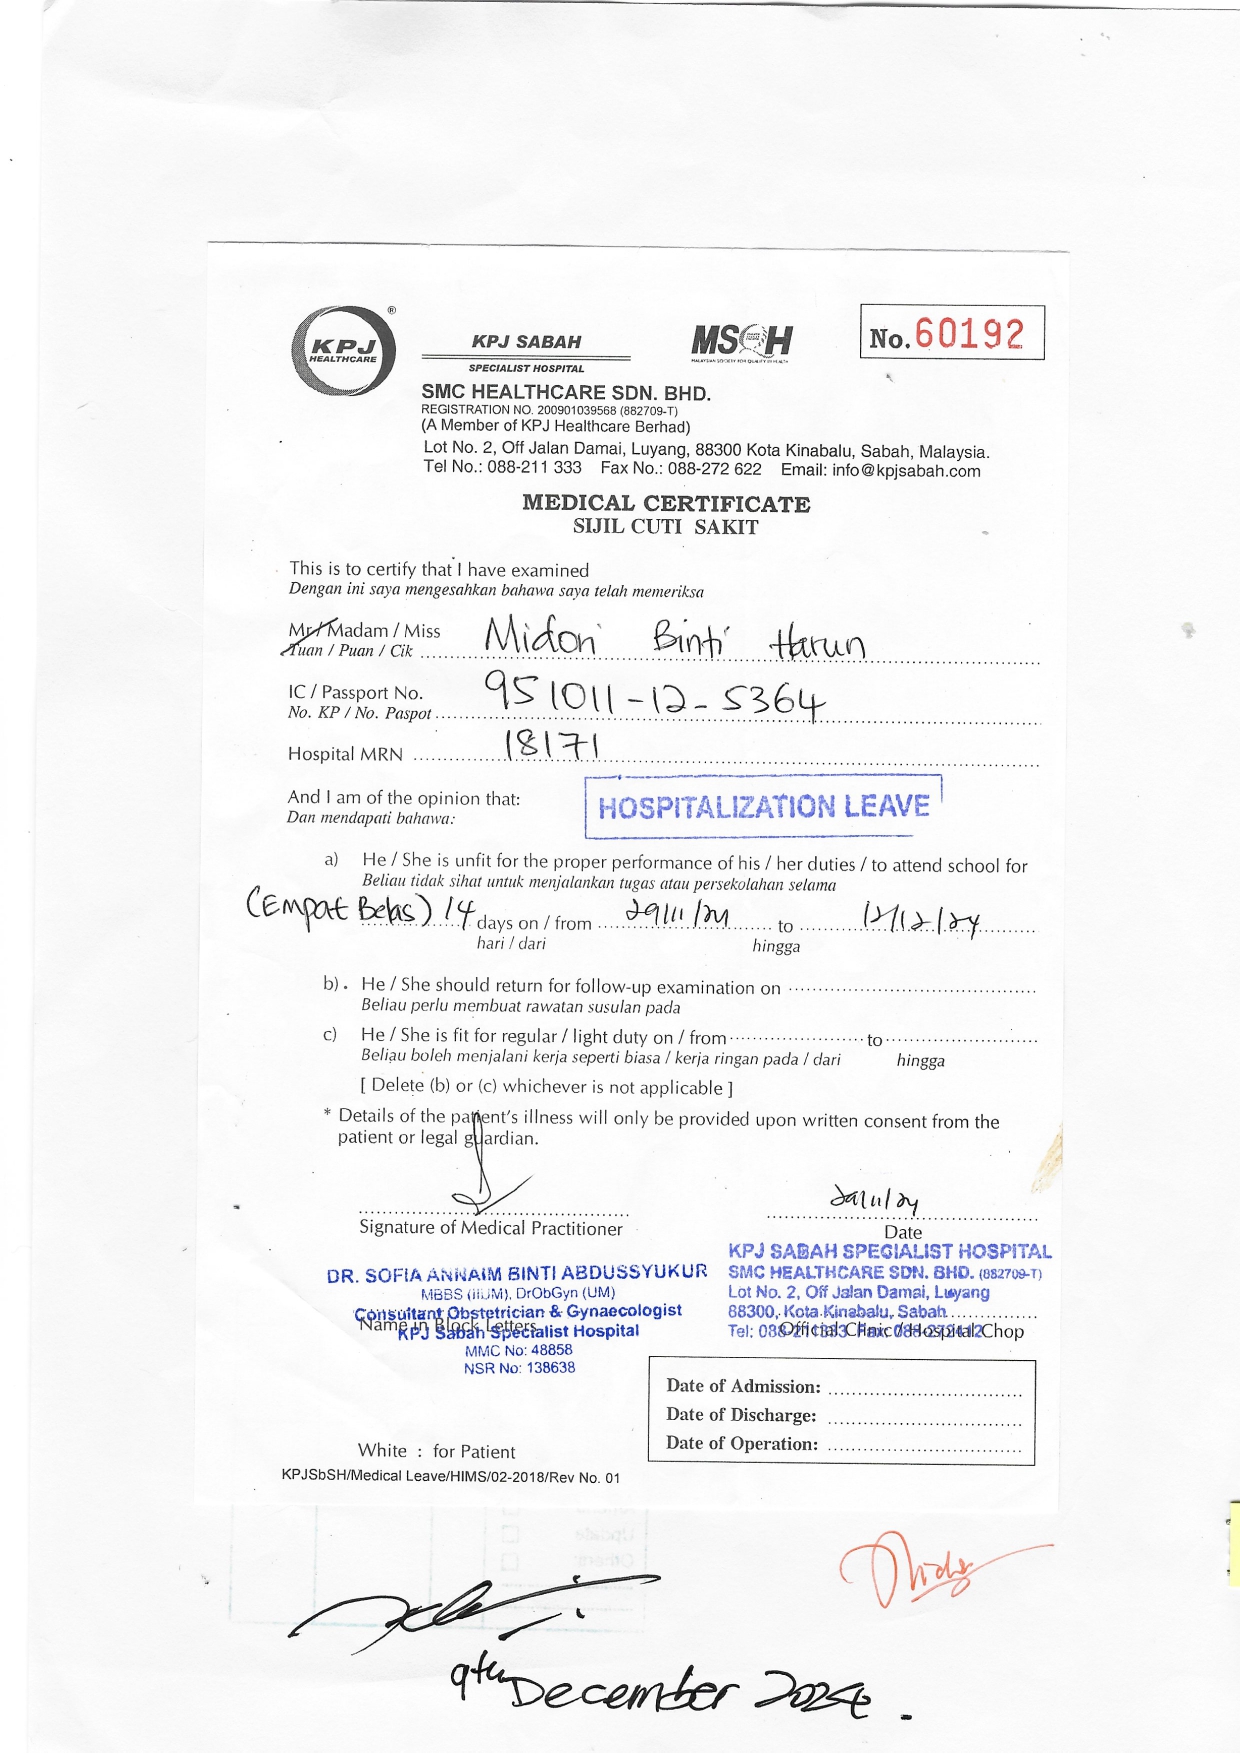 KPJ
HEALTHCARE
®
KPJ SABAH
SPECIALIST HOSPITAL
MSQH
MALAYSIAN SOCIETY FOR QUALITY IN HEALTH
No. 60192
SMC HEALTHCARE SDN. BHD.
REGISTRATION NO. 200901039568 (882709-T)
(A Member of KPJ Healthcare Berhad)
Lot No. 2, Off Jalan Damai, Luyang, 88300 Kota Kinabalu, Sabah, Malaysia.
Tel No.: 088-211 333 Fax No.: 088-272 622 Email: info@kpjsabah.com
MEDICAL CERTIFICATE
SIJIL CUTI SAKIT
This is to certify that I have examined
Dengan ini saya mengesahkan bahawa saya telah memeriksa
Mr / Madam / Miss Midori Binti Harun
Tuan / Puan / Cik
IC / Passport No. 951011-12-5364
No. KP / No. Paspot
Hospital MRN 18171
And I am of the opinion that:
Dan mendapati bahawa:
HOSPITALIZATION LEAVE
a) He / She is unfit for the proper performance of his / her duties / to attend school for
Beliau tidak sihat untuk menjalankan tugas atau persekolahan selama
(Empat Belas) 14 days on / from 29/11/24 to 12/12/24
hari / dari hingga
b). He / She should return for follow-up examination on
Beliau perlu membuat rawatan susulan pada
c) He / She is fit for regular / light duty on / from to
Beliau boleh menjalani kerja seperti biasa / kerja ringan pada / dari hingga
[ Delete (b) or (c) whichever is not applicable ]
* Details of the patient's illness will only be provided upon written consent from the
patient or legal guardian.
29/11/24
Signature of Medical Practitioner
Date
DR. SOFIA ANNAIM BINTI ABDUSSYUKUR
MBBS (IIUM), DrObGyn (UM)
Consultant Obstetrician & Gynaecologist
Name in Block Letters
KPJ Sabah Specialist Hospital
MMC No: 48858
NSR No: 138638
KPJ SABAH SPECIALIST HOSPITAL
SMC HEALTHCARE SDN. BHD. (882709-T)
Lot No. 2, Off Jalan Damai, Luyang
88300, Kota Kinabalu, Sabah
Official Clinic / Hospital Chop
Date of Admission:
Date of Discharge:
Date of Operation:
White : for Patient
KPJSbSH/Medical Leave/HIMS/02-2018/Rev No. 01
9th December 2024.